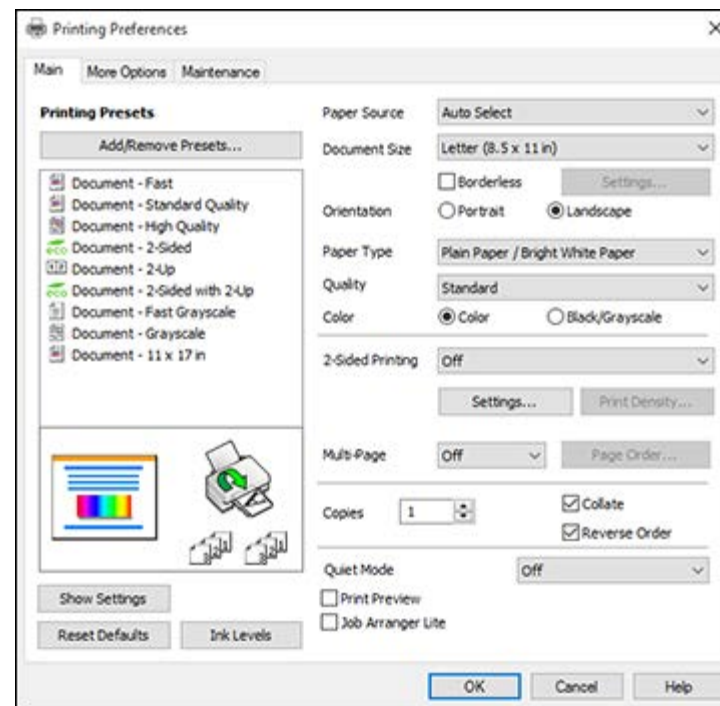 Printing Preferences
Main More Options Maintenance
Printing Presets
Add/Remove Presets...
Document - Fast
Document - Standard Quality
Document - High Quality
eco Document - 2-Sided
Document - 2-Up
eco Document - 2-Sided with 2-Up
Document - Fast Grayscale
Document - Grayscale
Document - 11 x 17 in
Show Settings
Reset Defaults Ink Levels
Paper Source Auto Select
Document Size Letter (8.5 x 11 in)
Borderless Settings...
Orientation Portrait Landscape
Paper Type Plain Paper / Bright White Paper
Quality Standard
Color Color Black/Grayscale
2-Sided Printing Off
Settings... Print Density...
Multi-Page Off Page Order...
Copies 1 Collate
Reverse Order
Quiet Mode Off
Print Preview
Job Arranger Lite
OK Cancel Help